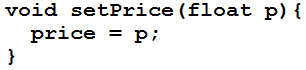 void setPrice(float p){
  price = p;
}